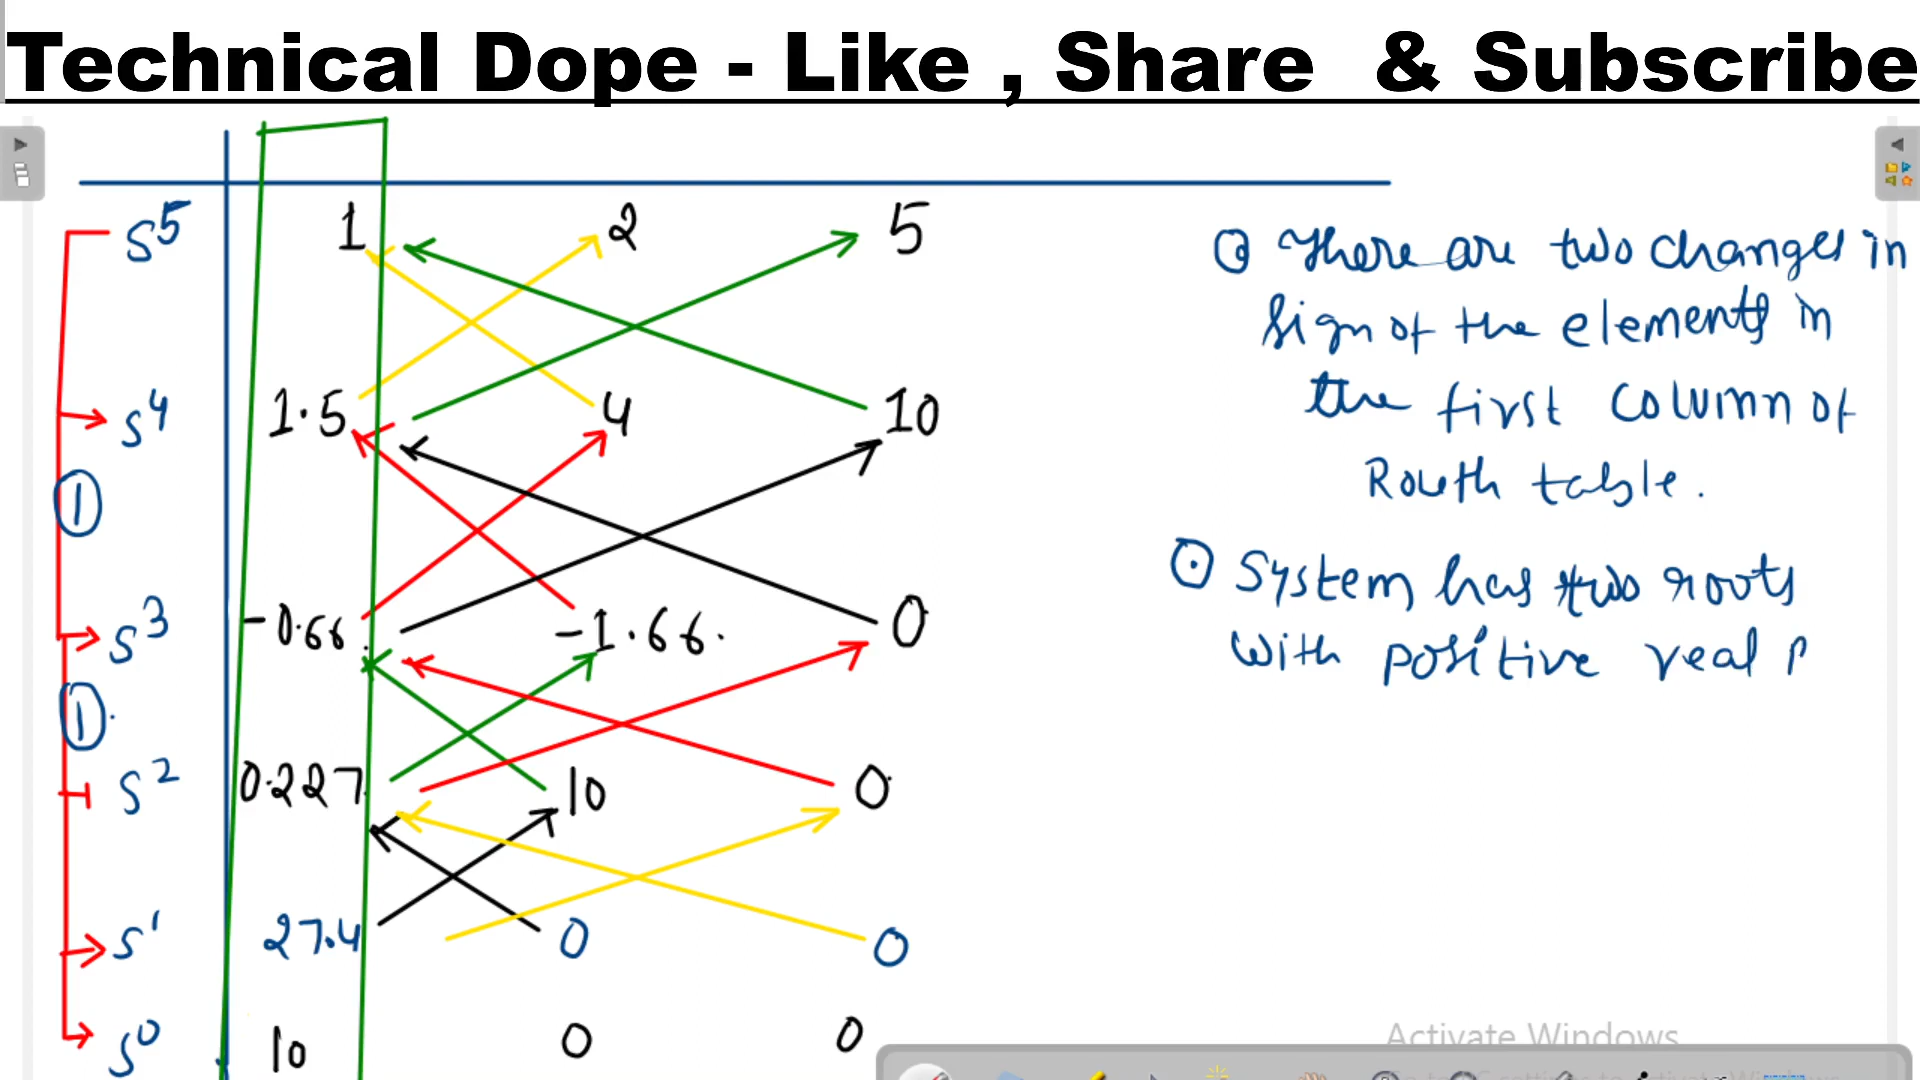 Technical Dope - Like , Share & Subscribe
s5 1 2 5
s4 1.5 4 10
1
s3 -0.66 -1.66. 0
1
s2 0.227 10 0
s1 27.4 0 0
s0 10 0 0
There are two changes in
sign of the elements in
the first column of
Routh table.
System has two roots
with positive real
Activate Windows